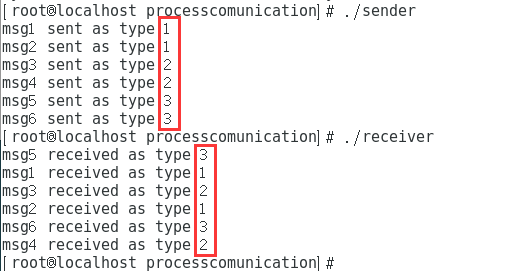 [root@localhost processcomunication]# ./sender
msg1 sent as type 1
msg2 sent as type 1
msg3 sent as type 2
msg4 sent as type 2
msg5 sent as type 3
msg6 sent as type 3
[root@localhost processcomunication]# ./receiver
msg5 received as type 3
msg1 received as type 1
msg3 received as type 2
msg2 received as type 1
msg6 received as type 3
msg4 received as type 2
[root@localhost processcomunication]#